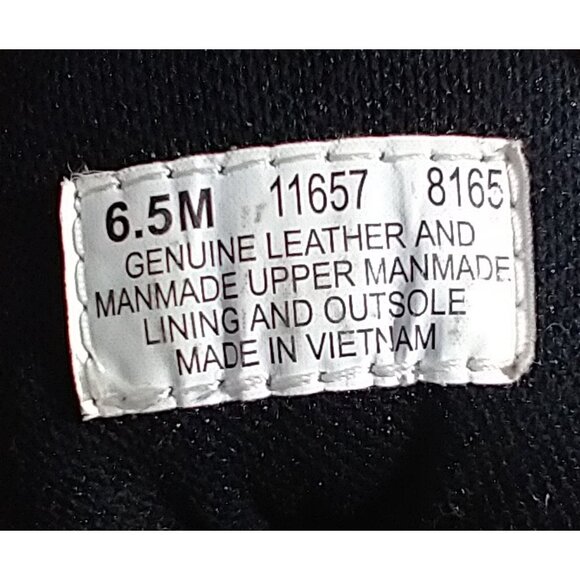 6.5M 11657 8165
GENUINE LEATHER AND
MANMADE UPPER MANMADE
LINING AND OUTSOLE
MADE IN VIETNAM